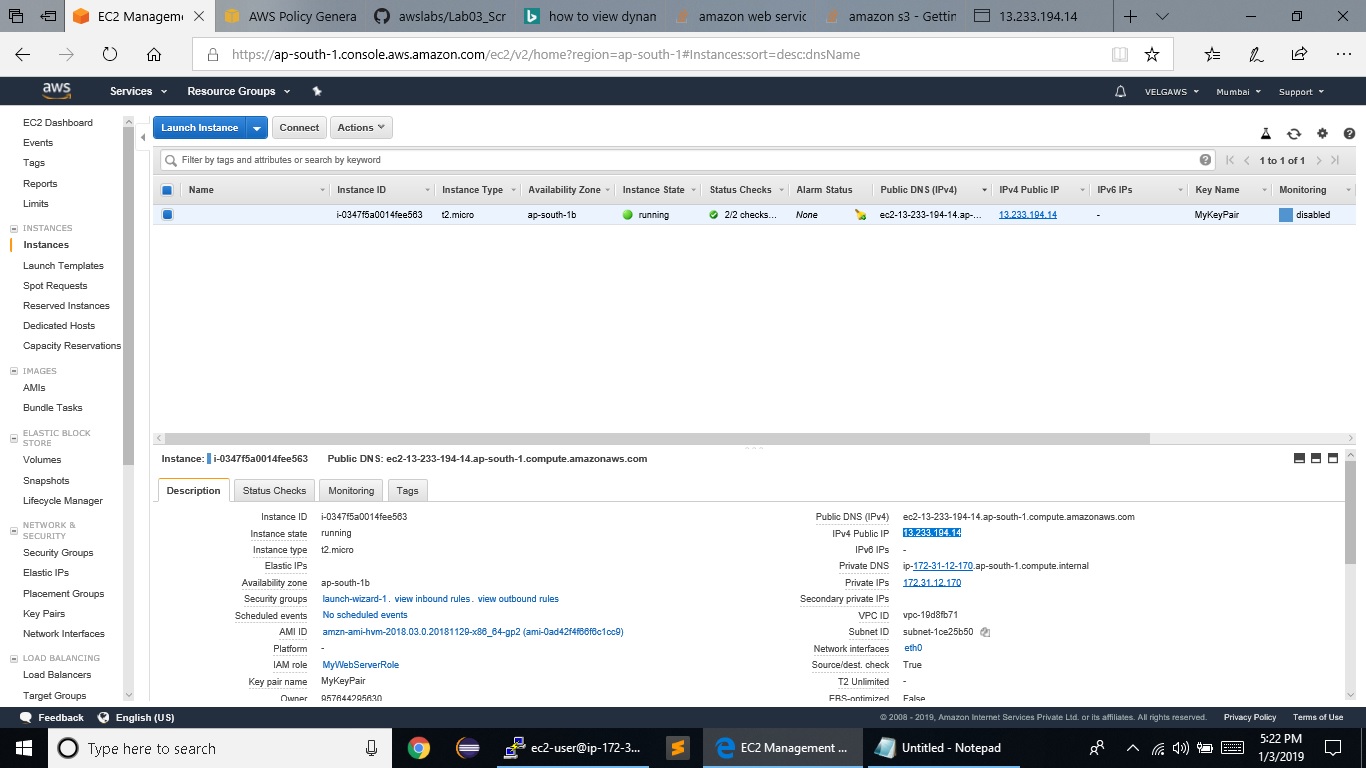 EC2 Managem
AWS Policy Genera
awslabs/Lab03_Scr
how to view dynam
amazon web servic
amazon s3 - Gettin
13.233.194.14
https://ap-south-1.console.aws.amazon.com/ec2/v2/home?region=ap-south-1#Instances:sort=desc:dnsName
aws Services Resource Groups VELGAWS Mumbai Support
EC2 Dashboard
Events
Tags
Reports
Limits
INSTANCES
Instances
Launch Templates
Spot Requests
Reserved Instances
Dedicated Hosts
Capacity Reservations
IMAGES
AMIs
Bundle Tasks
ELASTIC BLOCK
STORE
Volumes
Snapshots
Lifecycle Manager
NETWORK &
SECURITY
Security Groups
Elastic IPs
Placement Groups
Key Pairs
Network Interfaces
LOAD BALANCING
Load Balancers
Target Groups
Launch Instance Connect Actions
Filter by tags and attributes or search by keyword
1 to 1 of 1
Name Instance ID Instance Type Availability Zone Instance State Status Checks Alarm Status Public DNS (IPv4) IPv4 Public IP IPv6 IPs Key Name Monitoring
i-0347f5a0014fee563 t2.micro ap-south-1b running 2/2 checks... None ec2-13-233-194-14.ap-... 13.233.194.14 - MyKeyPair disabled
Instance: i-0347f5a0014fee563 Public DNS: ec2-13-233-194-14.ap-south-1.compute.amazonaws.com
Description Status Checks Monitoring Tags
Instance ID i-0347f5a0014fee563
Instance state running
Instance type t2.micro
Elastic IPs
Availability zone ap-south-1b
Security groups launch-wizard-1. view inbound rules. view outbound rules
Scheduled events No scheduled events
AMI ID amzn-ami-hvm-2018.03.0.20181129-x86_64-gp2 (ami-0ad42f4f66f6c1cc9)
Platform -
IAM role MyWebServerRole
Key pair name MyKeyPair
Owner 957644295630
Public DNS (IPv4) ec2-13-233-194-14.ap-south-1.compute.amazonaws.com
IPv4 Public IP 13.233.194.14
IPv6 IPs -
Private DNS ip-172-31-12-170.ap-south-1.compute.internal
Private IPs 172.31.12.170
Secondary private IPs
VPC ID vpc-19d8fb71
Subnet ID subnet-1ce25b50
Network interfaces eth0
Source/dest. check True
T2 Unlimited -
EBS-optimized False
Feedback English (US) © 2008 - 2019, Amazon Internet Services Private Ltd. or its affiliates. All rights reserved. Privacy Policy Terms of Use
Type here to search
ec2-user@ip-172-3...
EC2 Management ...
Untitled - Notepad
5:22 PM
1/3/2019